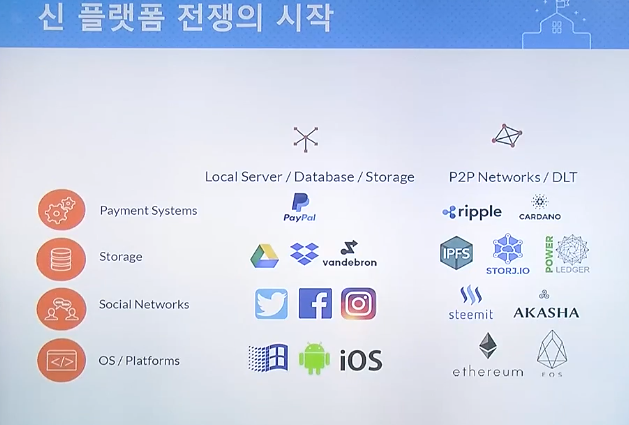 신 플랫폼 전쟁의 시작
Local Server / Database / Storage
P2P Networks / DLT
Payment Systems
PayPal
ripple
CARDANO
Storage
vandebron
IPFS
STORJ.IO
POWER LEDGER
Social Networks
steemit
AKASHA
OS / Platforms
iOS
ethereum
EOS